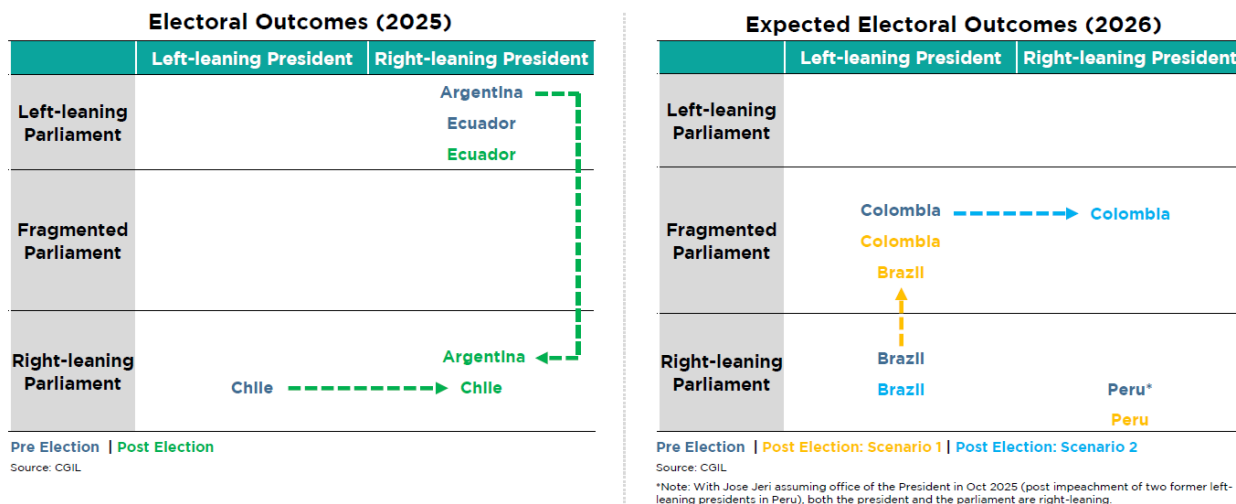 Electoral Outcomes (2025)
Left-leaning President
Right-leaning President
Left-leaning
Parliament
Argentina
Ecuador
Ecuador
Fragmented
Parliament
Right-leaning
Parliament
Argentina
Chile
Chile
Pre Election | Post Election
Source: CGIL
Expected Electoral Outcomes (2026)
Left-leaning President
Right-leaning President
Left-leaning
Parliament
Fragmented
Parliament
Colombia
Colombia
Colombia
Brazil
Right-leaning
Parliament
Brazil
Brazil
Peru*
Peru
Pre Election | Post Election: Scenario 1 | Post Election: Scenario 2
Source: CGIL
*Note: With Jose Jeri assuming office of the President in Oct 2025 (post impeachment of two former left-
leaning presidents in Peru), both the president and the parliament are right-leaning.